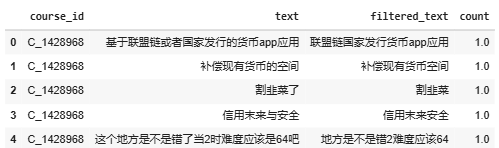 course_id text filtered_text count
0 C_1428968 基于联盟链或者国家发行的货币app应用 联盟链国家发行货币app应用 1.0
1 C_1428968 补偿现有货币的空间 补偿现有货币空间 1.0
2 C_1428968 割韭菜了 割韭菜 1.0
3 C_1428968 信用末来与安全 信用末来安全 1.0
4 C_1428968 这个地方是不是错了当2时难度应该是64吧 地方是不是错2难度应该64 1.0